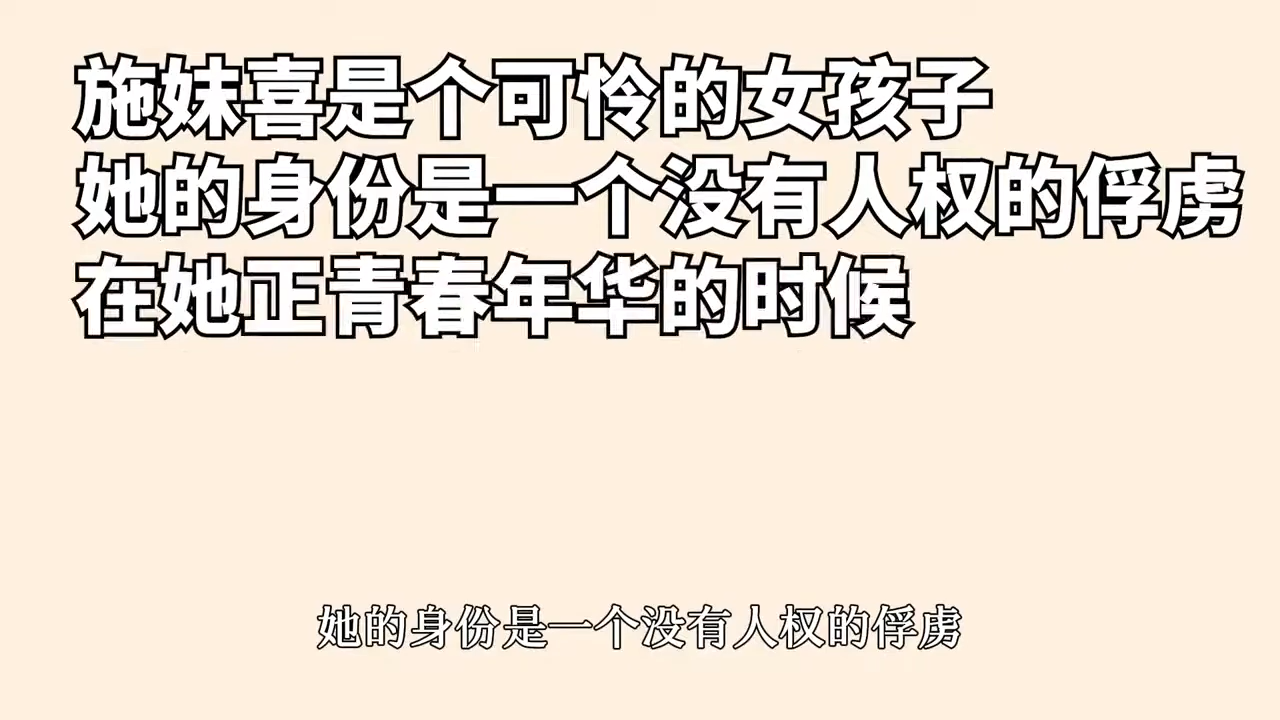 施妹喜是个可怜的女孩子
她的身份是一个没有人权的俘虏
在她正青春年华的时候
她的身份是一个没有人权的俘虏